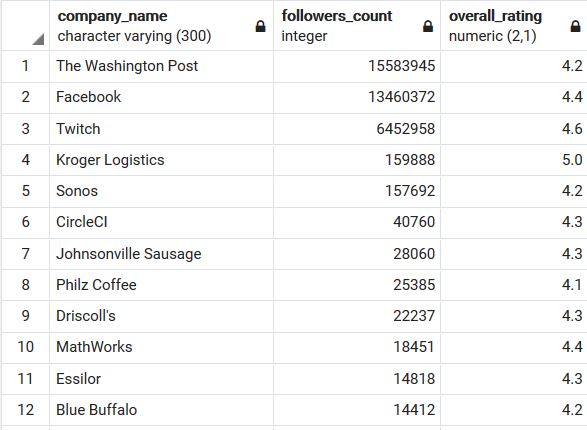 company_name followers_count overall_rating
character varying (300) integer numeric (2,1)
1 The Washington Post 15583945 4.2
2 Facebook 13460372 4.4
3 Twitch 6452958 4.6
4 Kroger Logistics 159888 5.0
5 Sonos 157692 4.2
6 CircleCI 40760 4.3
7 Johnsonville Sausage 28060 4.3
8 Philz Coffee 25385 4.1
9 Driscoll's 22237 4.3
10 MathWorks 18451 4.4
11 Essilor 14818 4.3
12 Blue Buffalo 14412 4.2